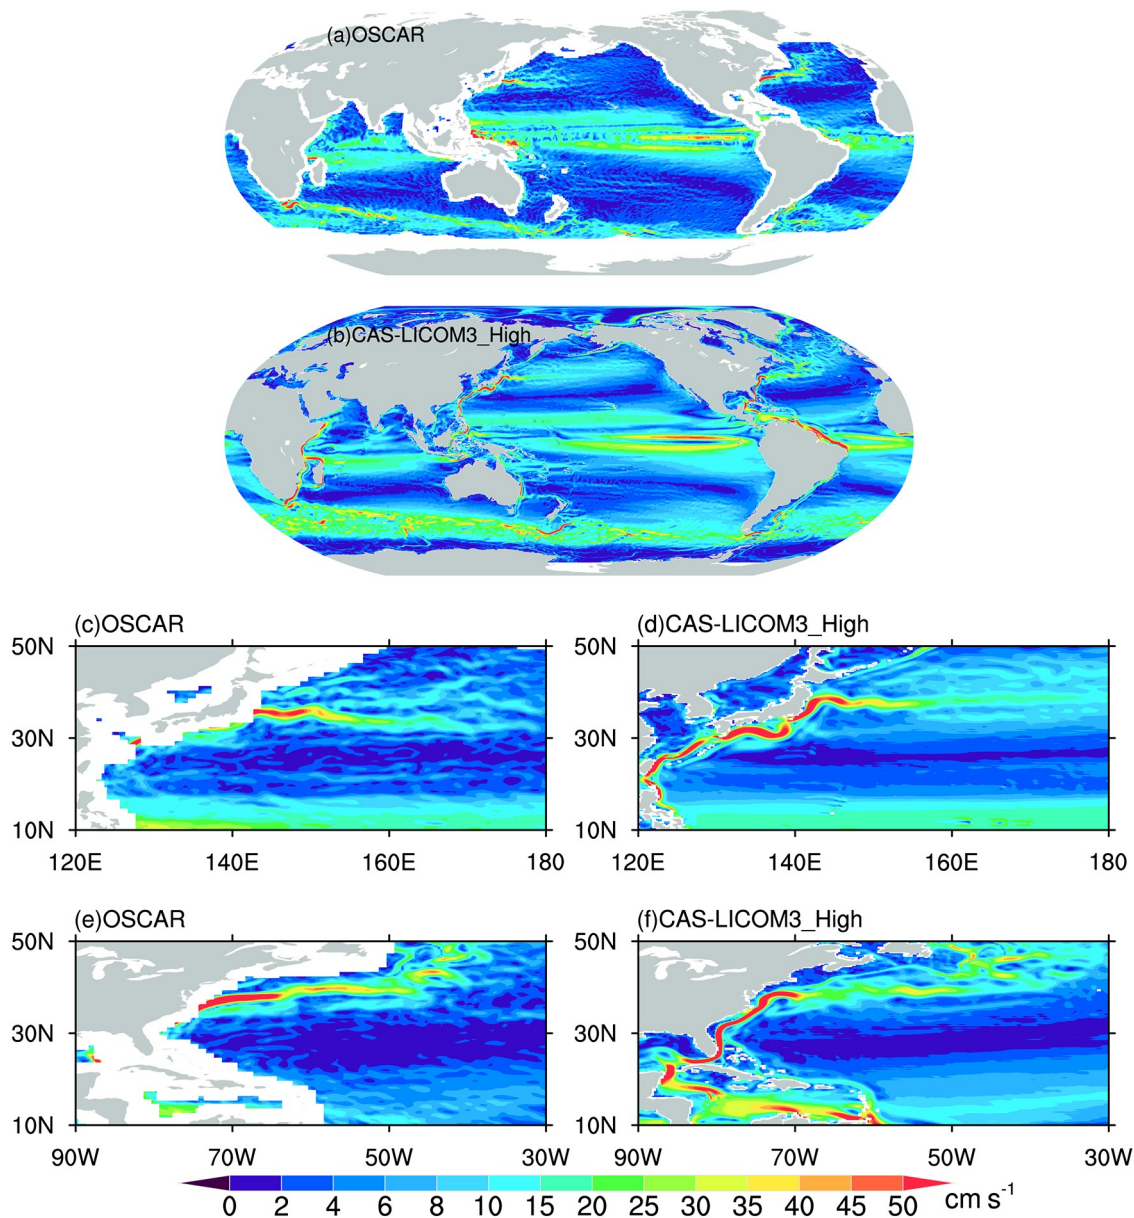 (a)OSCAR
(b)CAS-LICOM3_High
(c)OSCAR
(d)CAS-LICOM3_High
50N
30N
10N
120E 140E 160E 180
50N
30N
10N
120E 140E 160E 180
(e)OSCAR
(f)CAS-LICOM3_High
50N
30N
10N
90W 70W 50W 30W
50N
30N
10N
90W 70W 50W 30W
0 2 4 6 8 10 15 20 25 30 35 40 45 50 cm s⁻¹